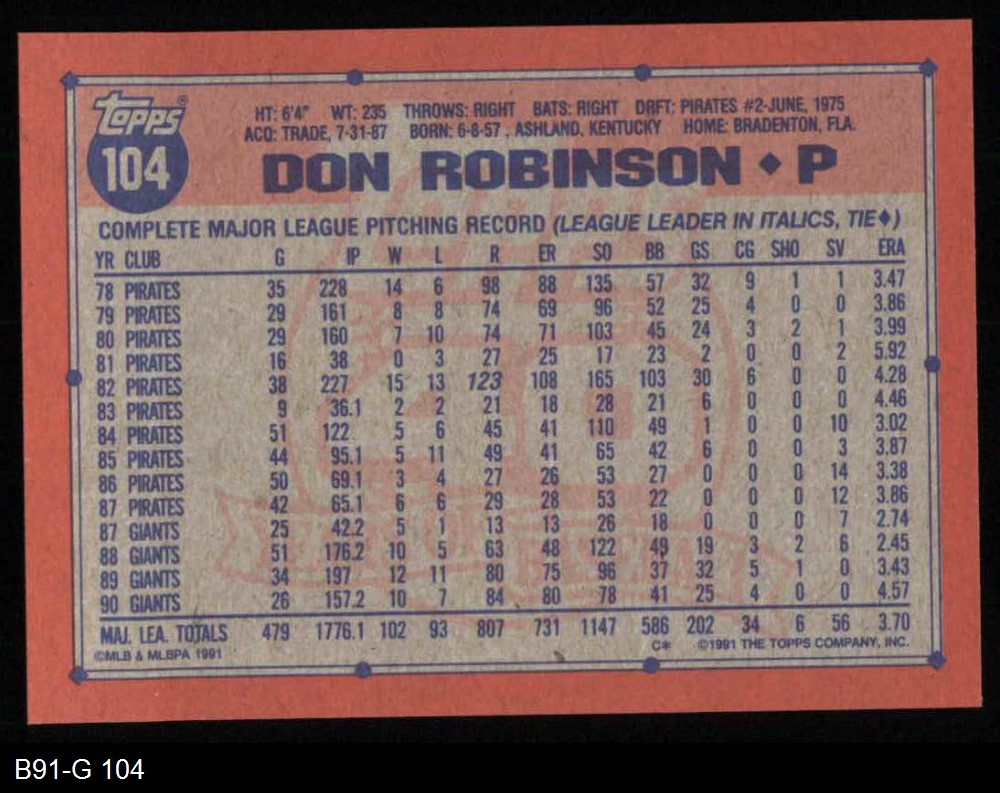 Topps®
104
HT: 6'4" WT: 235 THROWS: RIGHT BATS: RIGHT DRFT: PIRATES #2-JUNE, 1975
ACQ: TRADE, 7-31-87 BORN: 6-8-57, ASHLAND, KENTUCKY HOME: BRADENTON, FLA.
DON ROBINSON ♦ P
COMPLETE MAJOR LEAGUE PITCHING RECORD (LEAGUE LEADER IN ITALICS, TIE♦)
YR CLUB G IP W L R ER SO BB GS CG SHO SV ERA
78 PIRATES 35 228 14 6 98 88 135 57 32 9 1 1 3.47
79 PIRATES 29 161 8 8 74 69 96 52 25 4 0 0 3.86
80 PIRATES 29 160 7 10 74 71 103 45 24 3 2 1 3.99
81 PIRATES 16 38 0 3 27 25 17 23 2 0 0 2 5.92
82 PIRATES 38 227 15 13 123 108 165 103 30 6 0 0 4.28
83 PIRATES 9 36.1 2 2 21 18 28 21 6 0 0 0 4.46
84 PIRATES 51 122 5 6 45 41 110 49 1 0 0 10 3.02
85 PIRATES 44 95.1 5 11 49 41 65 42 6 0 0 3 3.87
86 PIRATES 50 69.1 3 4 27 26 53 27 0 0 0 14 3.38
87 PIRATES 42 65.1 6 6 29 28 53 22 0 0 0 12 3.86
87 GIANTS 25 42.2 5 1 13 13 26 18 0 0 0 7 2.74
88 GIANTS 51 176.2 10 5 63 48 122 49 19 3 2 6 2.45
89 GIANTS 34 197 12 11 80 75 96 37 32 5 1 0 3.43
90 GIANTS 26 157.2 10 7 84 80 78 41 25 4 0 0 4.57
MAJ. LEA. TOTALS 479 1776.1 102 93 807 731 1147 586 202 34 6 56 3.70
©MLB & MLBPA 1991 C* ©1991 THE TOPPS COMPANY, INC.
B91-G 104